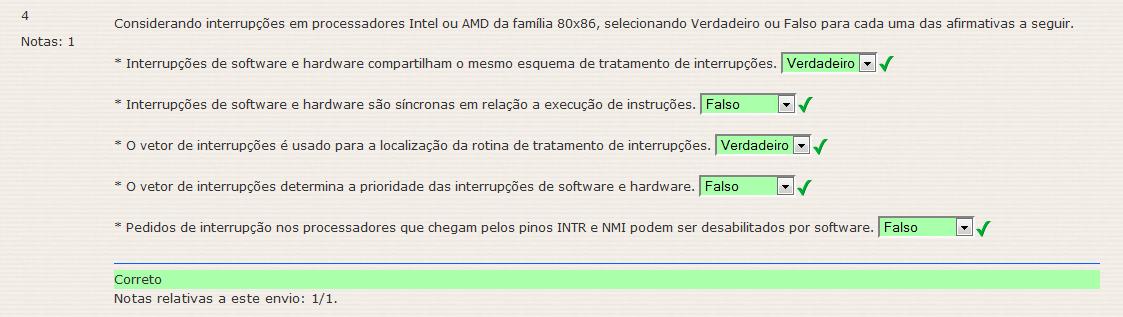 4
Notas: 1
Considerando interrupções em processadores Intel ou AMD da família 80x86, selecionando Verdadeiro ou Falso para cada uma das afirmativas a seguir.
* Interrupções de software e hardware compartilham o mesmo esquema de tratamento de interrupções. Verdadeiro
* Interrupções de software e hardware são síncronas em relação a execução de instruções. Falso
* O vetor de interrupções é usado para a localização da rotina de tratamento de interrupções. Verdadeiro
* O vetor de interrupções determina a prioridade das interrupções de software e hardware. Falso
* Pedidos de interrupção nos processadores que chegam pelos pinos INTR e NMI podem ser desabilitados por software. Falso
Correto
Notas relativas a este envio: 1/1.